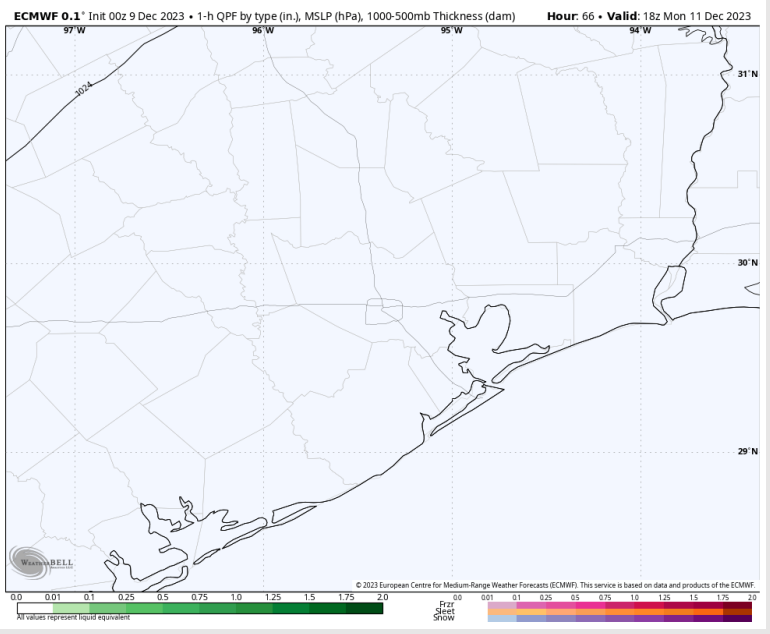 ECMWF 0.1° Init 00z 9 Dec 2023 • 1-h QPF by type (in.), MSLP (hPa), 1000-500mb Thickness (dam) Hour: 66 • Valid: 18z Mon 11 Dec 2023
97°W 96°W 95°W 94°W
31°N
1024
30°N
29°N
WEATHERBELL
© 2023 European Centre for Medium-Range Weather Forecasts (ECMWF). This service is based on data and products of the ECMWF.
0.0 0.01 0.1 0.25 0.5 0.75 1.0 1.25 1.5 1.75 2.0
All values represent liquid equivalent
0.0 0.01 0.1 0.25 0.5 0.75 1.0 1.25 1.5 1.75 2.0
Frzr
Sleet
Snow